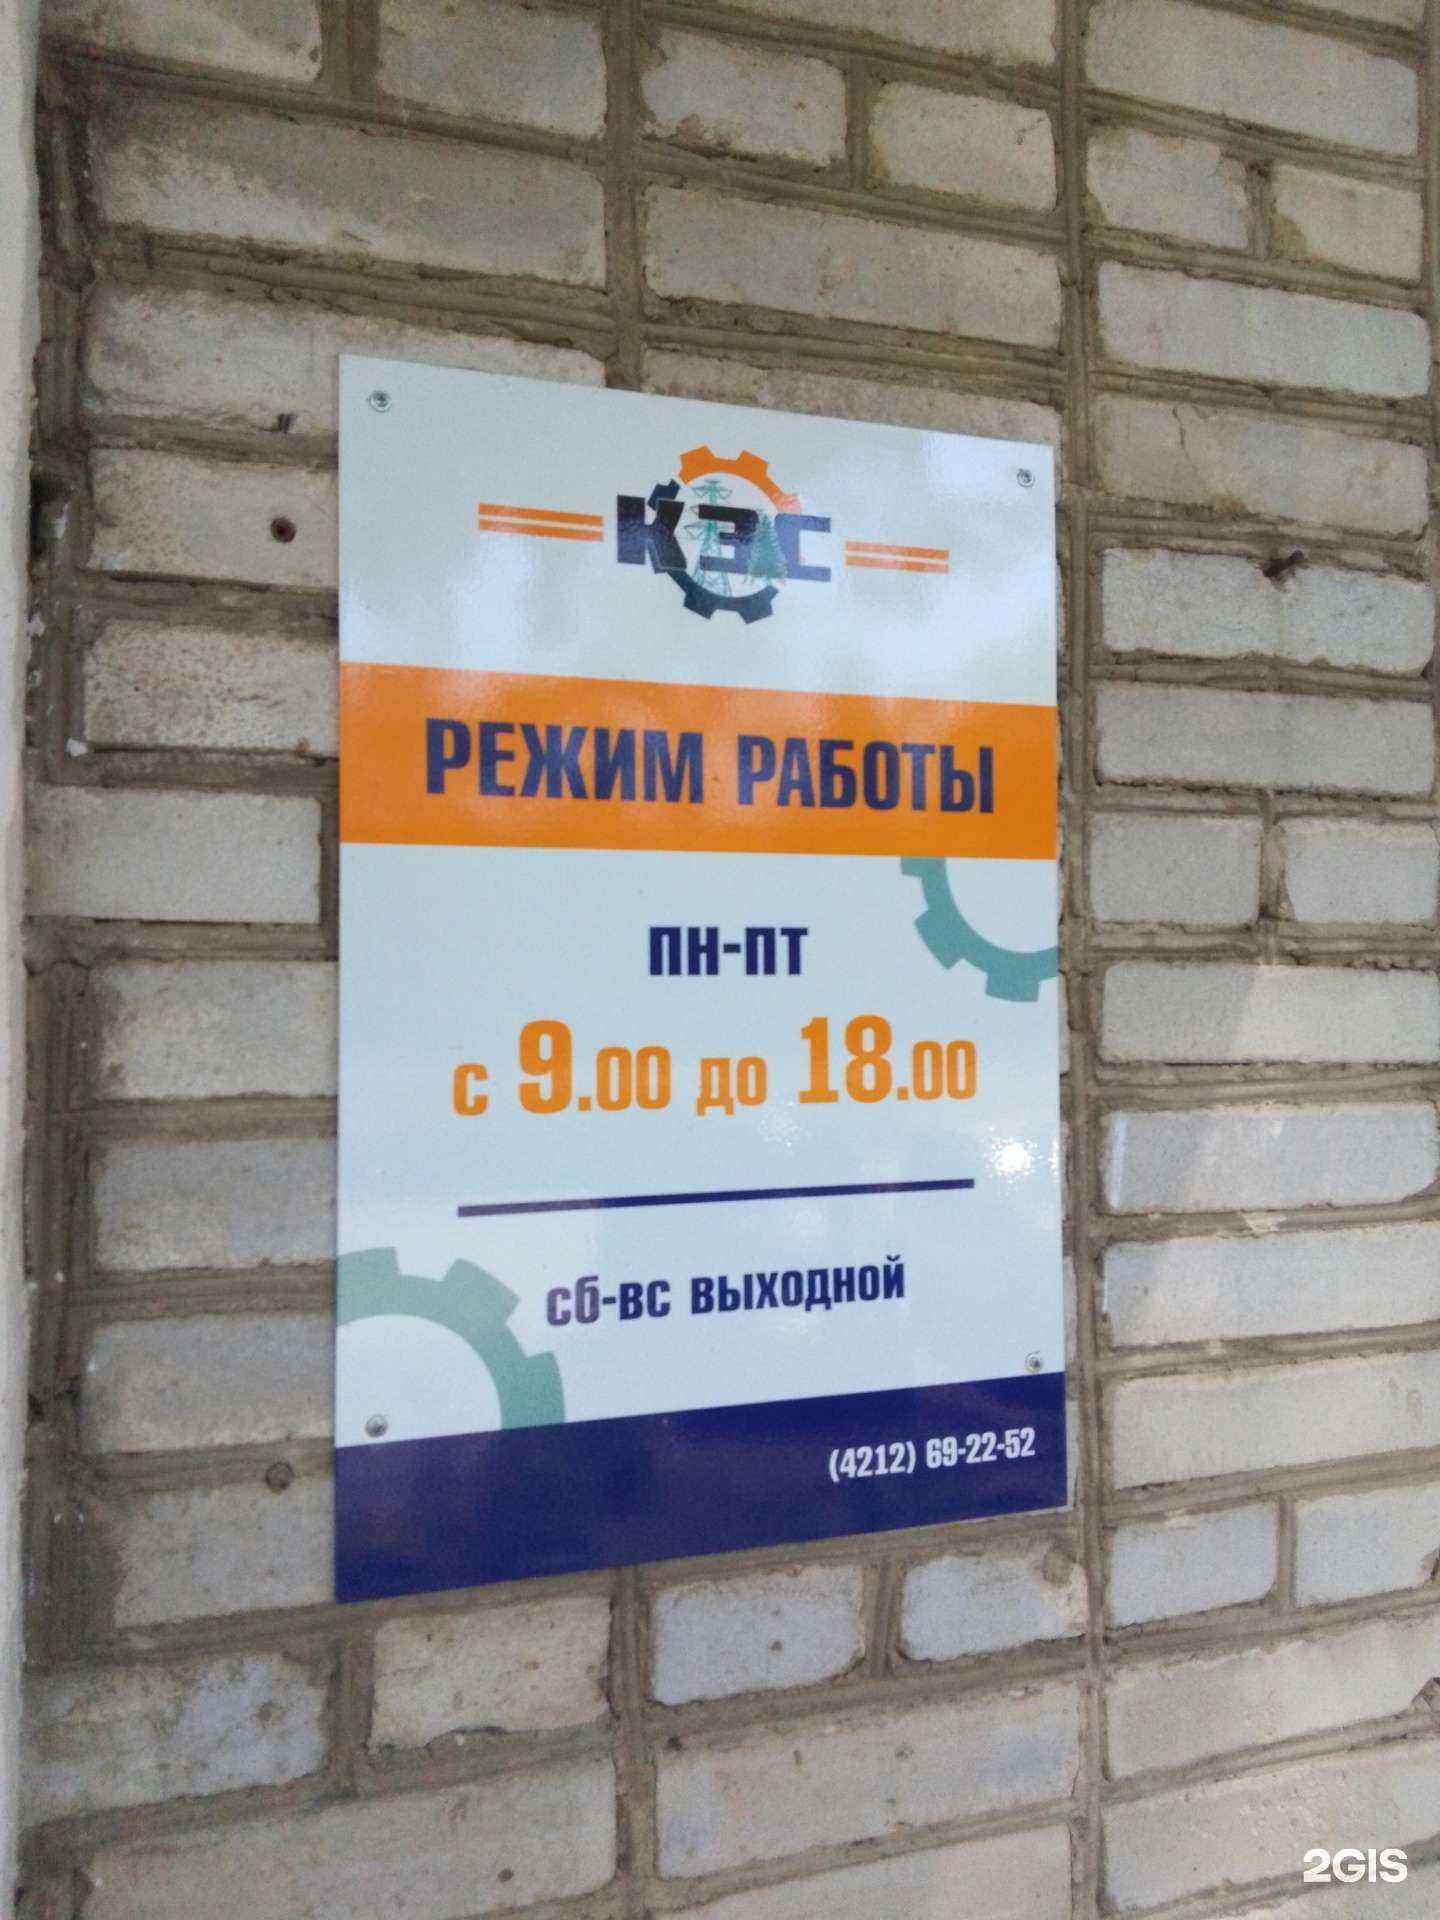 КЭС
РЕЖИМ РАБОТЫ
ПН-ПТ
с 9.00 до 18.00
сб-вс выходной
(4212) 69-22-52
2GIS